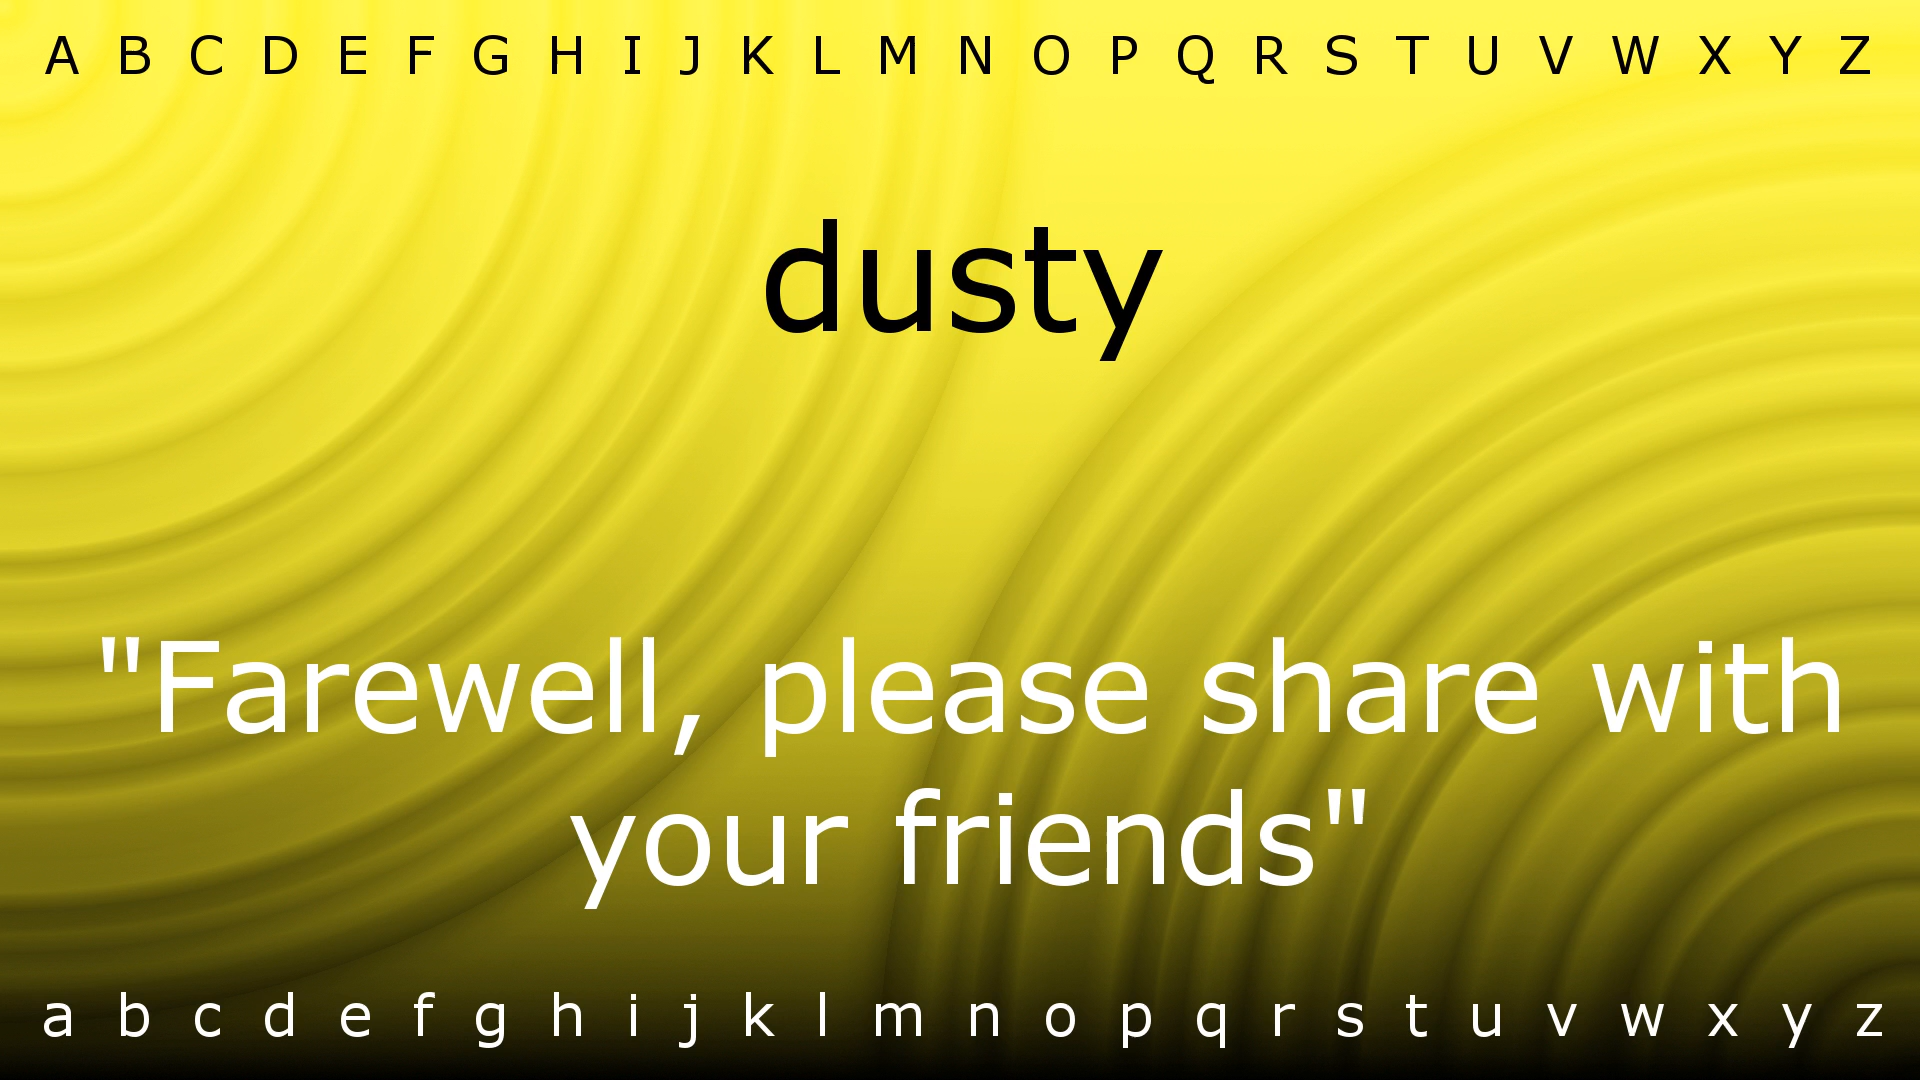 A B C D E F G H I J K L M N O P Q R S T U V W X Y Z
dusty
"Farewell, please share with
your friends"
a b c d e f g h i j k l m n o p q r s t u v w x y z